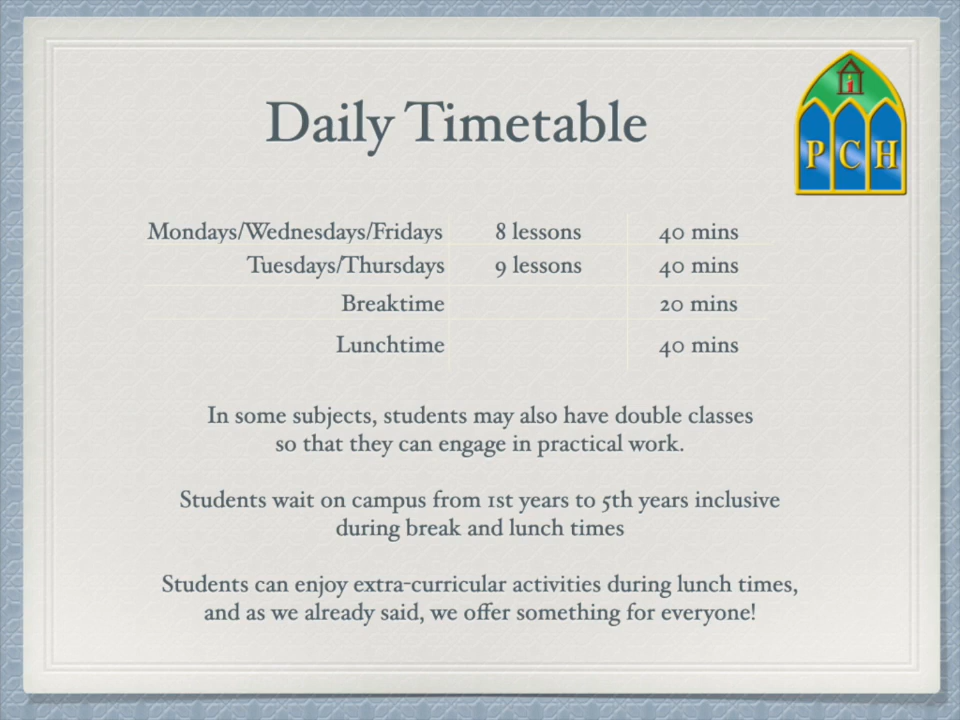 Daily Timetable
P C H
Mondays/Wednesdays/Fridays 8 lessons 40 mins
Tuesdays/Thursdays 9 lessons 40 mins
Breaktime 20 mins
Lunchtime 40 mins
In some subjects, students may also have double classes
so that they can engage in practical work.
Students wait on campus from 1st years to 5th years inclusive
during break and lunch times
Students can enjoy extra-curricular activities during lunch times,
and as we already said, we offer something for everyone!